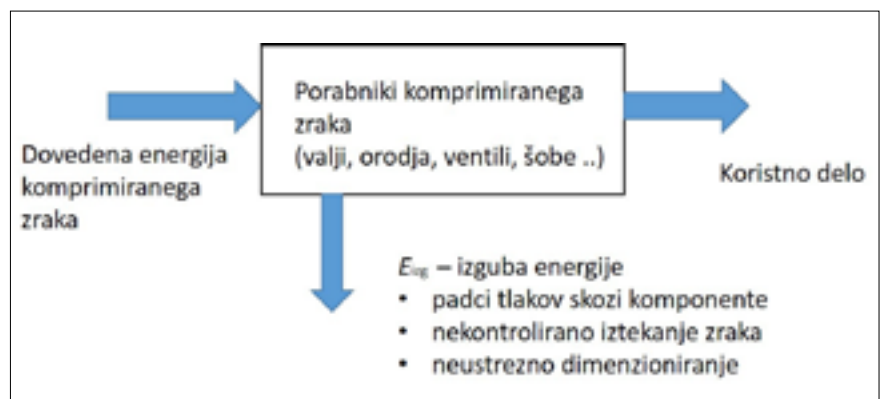 Porabniki komprimiranega
zraka
(valji, orodja, ventili, šobe ..)
Dovedena energija
komprimiranega
zraka
Koristno delo
Eizg – izguba energije
• padci tlakov skozi komponente
• nekontrolirano iztekanje zraka
• neustrezno dimenzioniranje